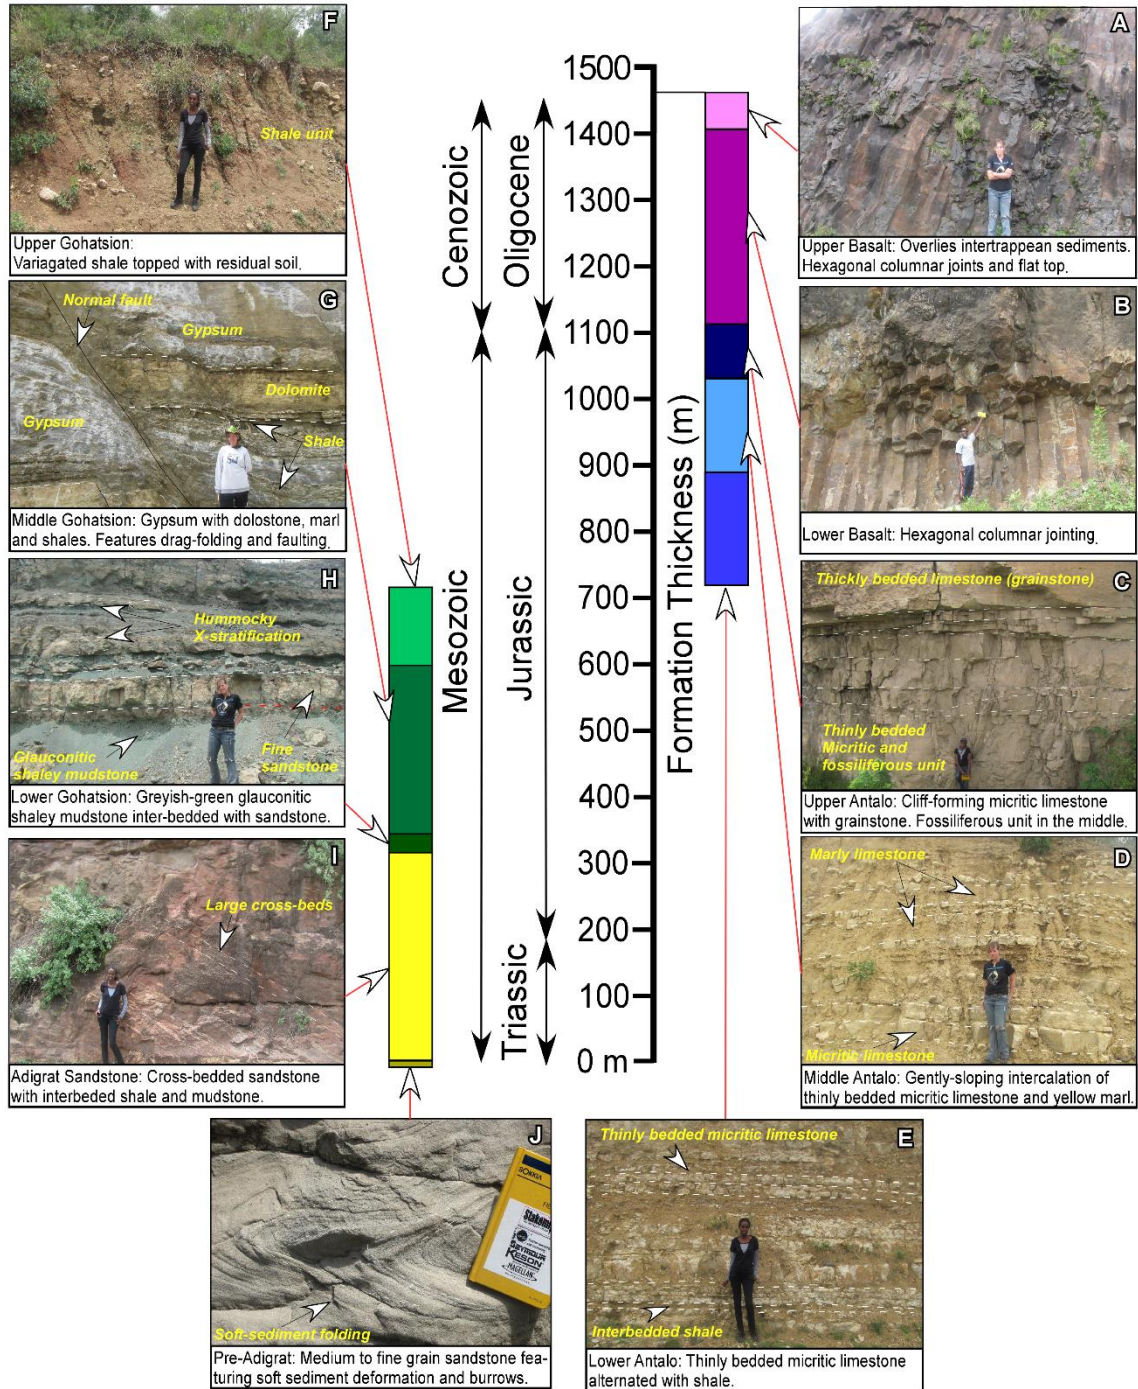 F
Shale unit
Upper Gohatsion:
Variagated shale topped with residual soil.
G
Normal fault
Gypsum
Dolomite
Gypsum
Shale
Middle Gohatsion: Gypsum with dolostone, marl
and shales. Features drag-folding and faulting.
H
Hummocky
X-stratification
Glauconitic
shaley mudstone
Fine
sandstone
Lower Gohatsion: Greyish-green glauconitic
shaley mudstone inter-bedded with sandstone.
I
Large cross-beds
Adigrat Sandstone: Cross-bedded sandstone
with interbeded shale and mudstone.
J
SOKKIA
SEYMOUR
KESON
MAGELLAN
Soft-sediment folding
Pre-Adigrat: Medium to fine grain sandstone fea-
turing soft sediment deformation and burrows.
Cenozoic
Mesozoic
Oligocene
Jurassic
Triassic
1500
1400
1300
1200
1100
1000
900
800
700
600
500
400
300
200
100
0 m
Formation Thickness (m)
A
Upper Basalt: Overlies intertrappean sediments.
Hexagonal columnar joints and flat top.
B
Lower Basalt: Hexagonal columnar jointing.
C
Thickly bedded limestone (grainstone)
Thinly bedded
Micritic and
fossiliferous unit
Upper Antalo: Cliff-forming micritic limestone
with grainstone. Fossiliferous unit in the middle.
D
Marly limestone
Micritic limestone
Middle Antalo: Gently-sloping intercalation of
thinly bedded micritic limestone and yellow marl.
E
Thinly bedded micritic limestone
Interbedded shale
Lower Antalo: Thinly bedded micritic limestone
alternated with shale.